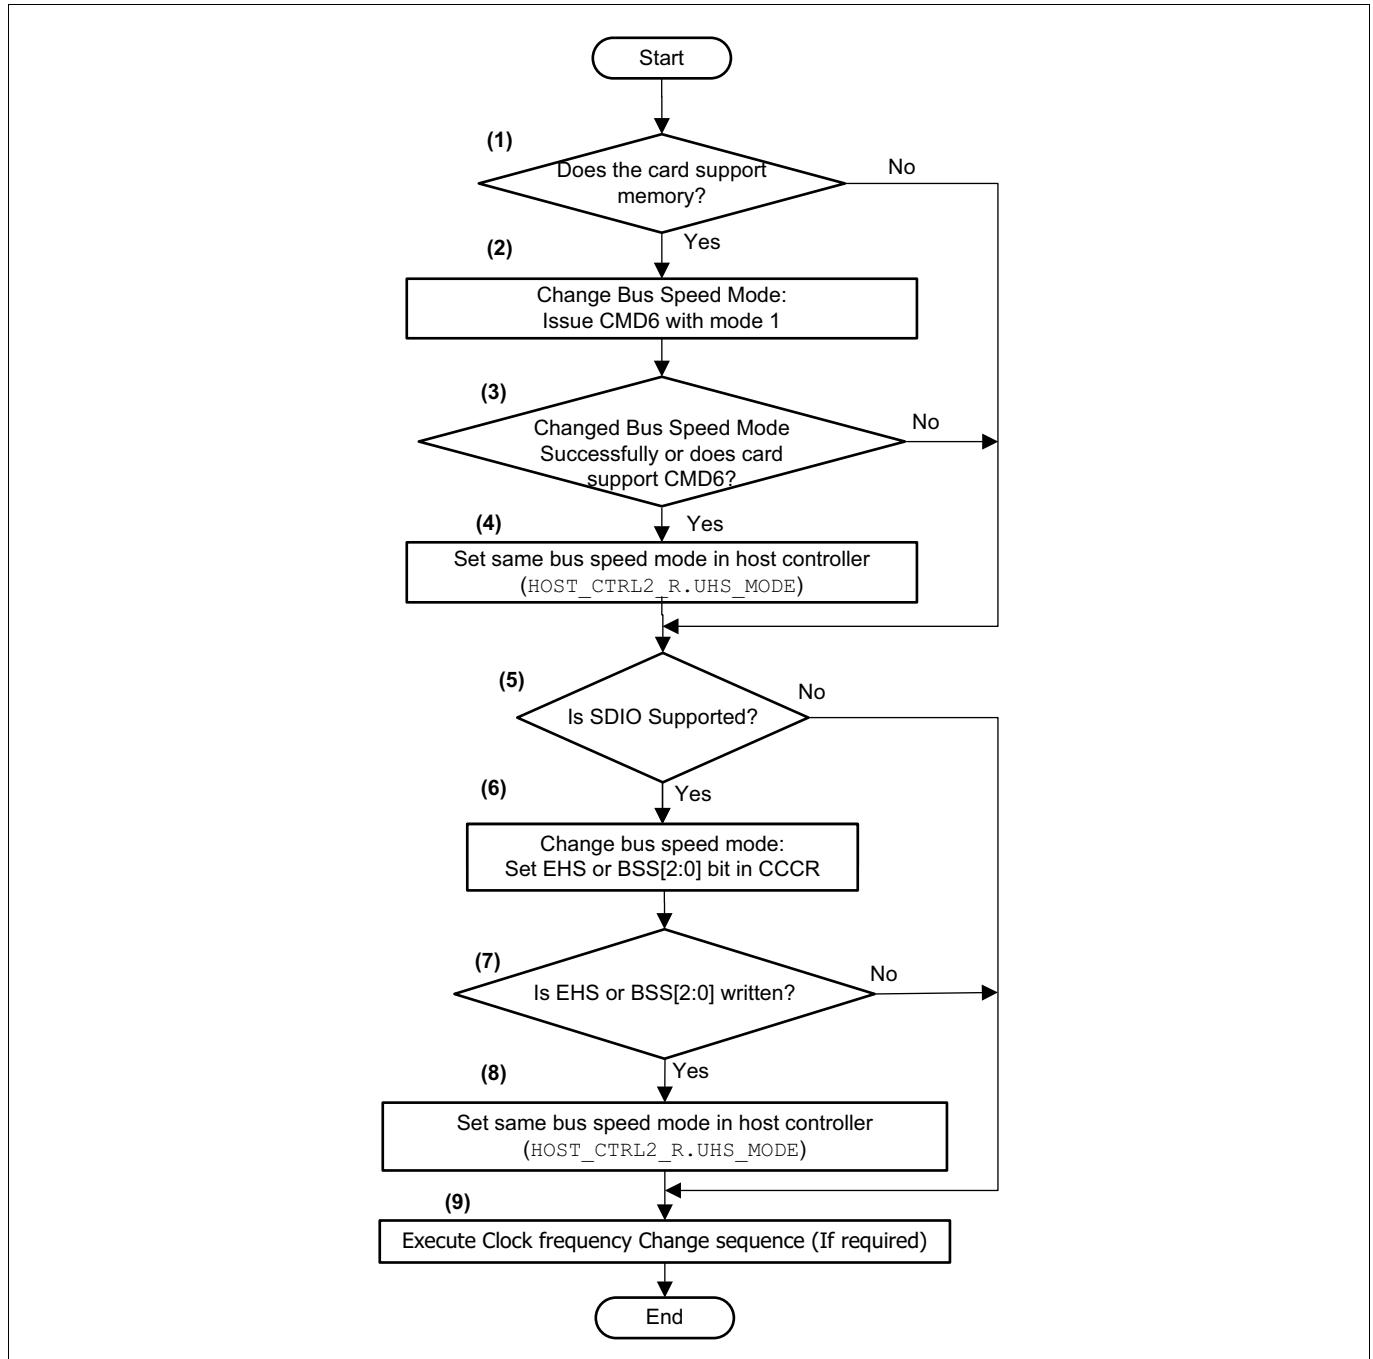 Start
(1)
Does the card support
memory?
No
Yes
(2)
Change Bus Speed Mode:
Issue CMD6 with mode 1
(3)
Changed Bus Speed Mode
Successfully or does card
support CMD6?
No
Yes
(4)
Set same bus speed mode in host controller
(HOST_CTRL2_R.UHS_MODE)
(5)
Is SDIO Supported?
No
Yes
(6)
Change bus speed mode:
Set EHS or BSS[2:0] bit in CCCR
(7)
Is EHS or BSS[2:0] written?
No
Yes
(8)
Set same bus speed mode in host controller
(HOST_CTRL2_R.UHS_MODE)
(9)
Execute Clock frequency Change sequence (If required)
End